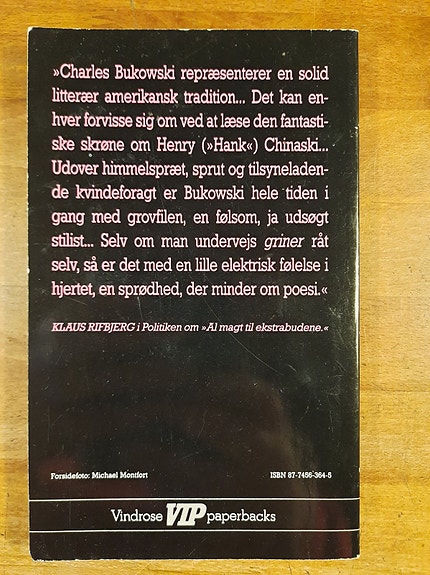 »Charles Bukowski repræsenterer en solid
litterær amerikansk tradition... Det kan en-
hver forvisse sig om ved at læse den fantasti-
ske skrøne om Henry (»Hank«) Chinaski...
Udover himmelspræt, sprut og tilsyneladen-
de kvindeforagt er Bukowski hele tiden i
gang med grovfilen, en følsom, ja udsøgt
stilist... Selv om man undervejs griner råt
selv, så er det med en lille elektrisk følelse i
hjertet, en sprødhed, der minder om poesi.«
KLAUS RIFBJERG i Politiken om »Al magt til ekstrabudene.«
Forsidefoto: Michael Montfort
ISBN 87-7456-364-5
Vindrose VIP paperbacks